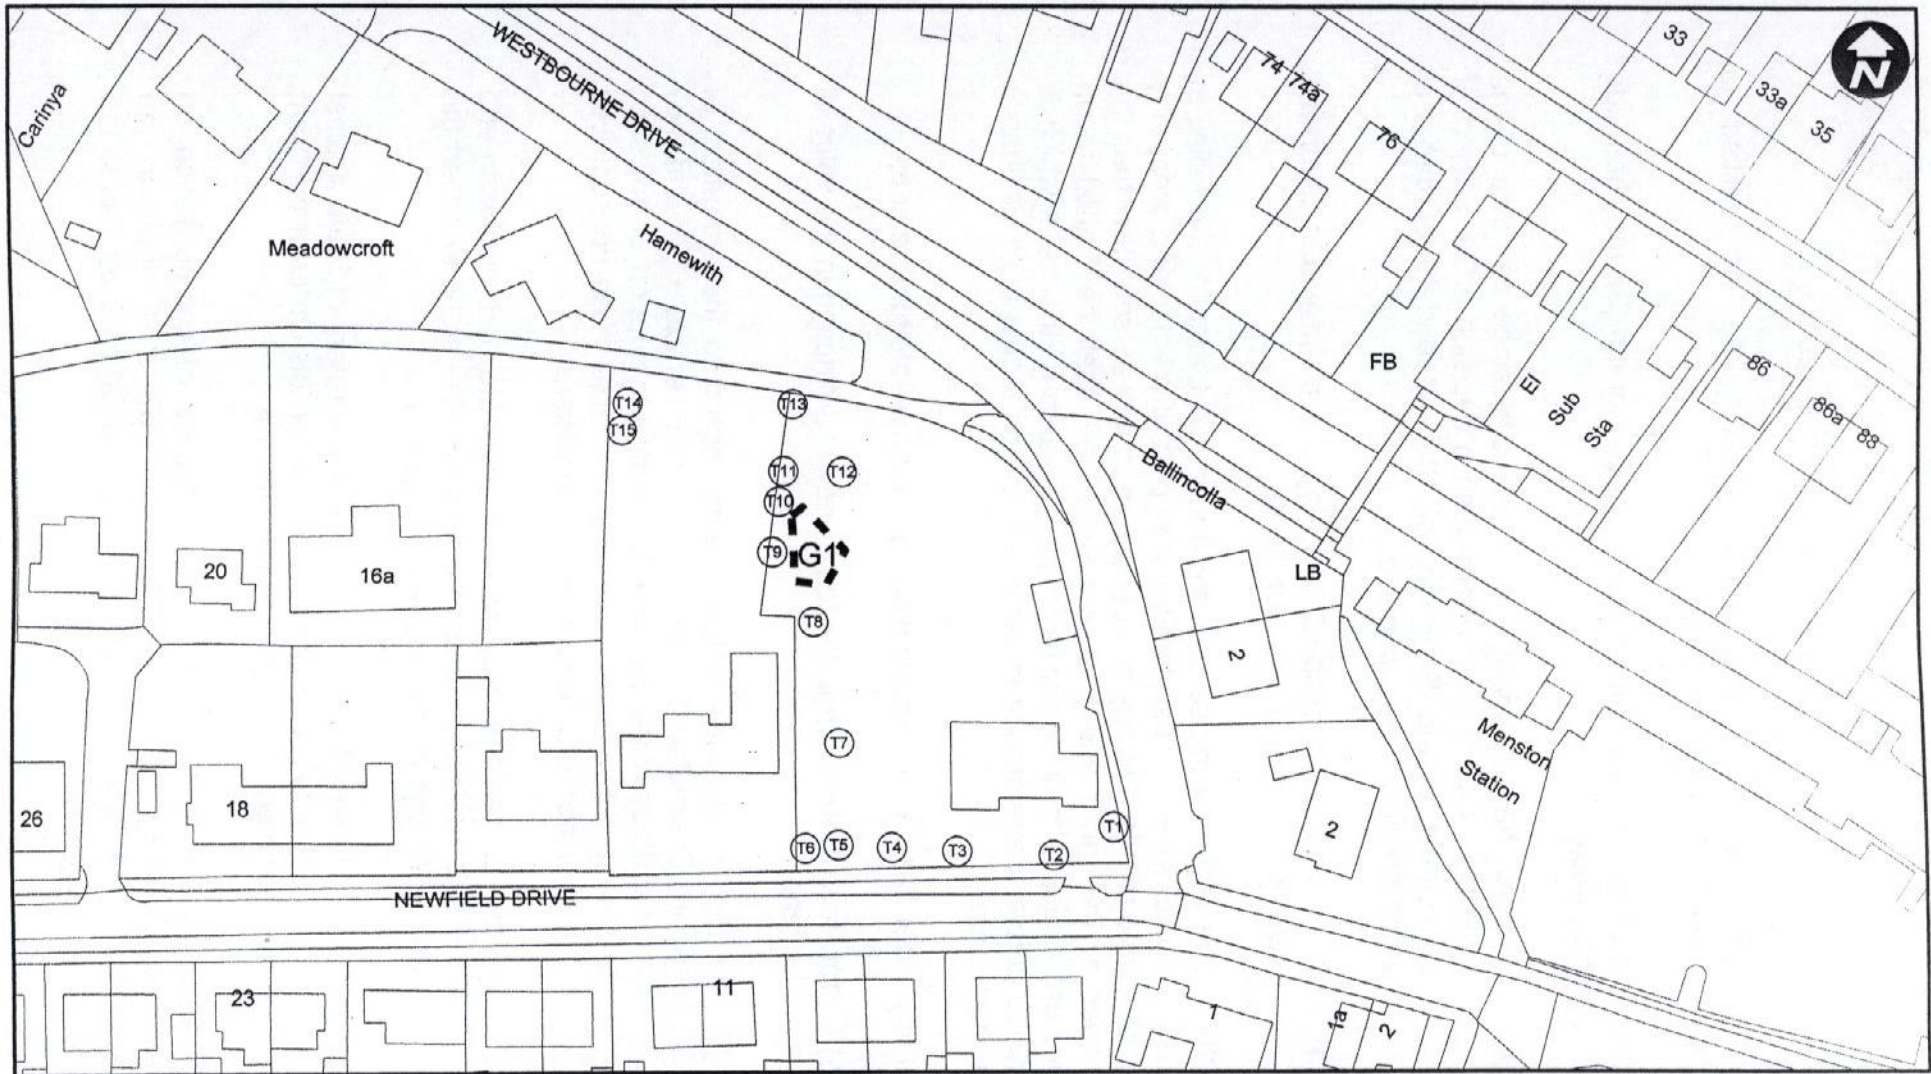 N
33
33a
35
74 74a
76
WESTBOURNE DRIVE
Carinya
Meadowcroft
Hamewith
FB
El
Sub
Sta
86
86a
88
Ballincolla
LB
T14
T13
T15
T11
T12
T10
T9
G1
T8
20
16a
2
T7
Menston
Station
26
18
2
T1
T6
T5
T4
T3
T2
NEWFIELD DRIVE
23
11
1
1a
2